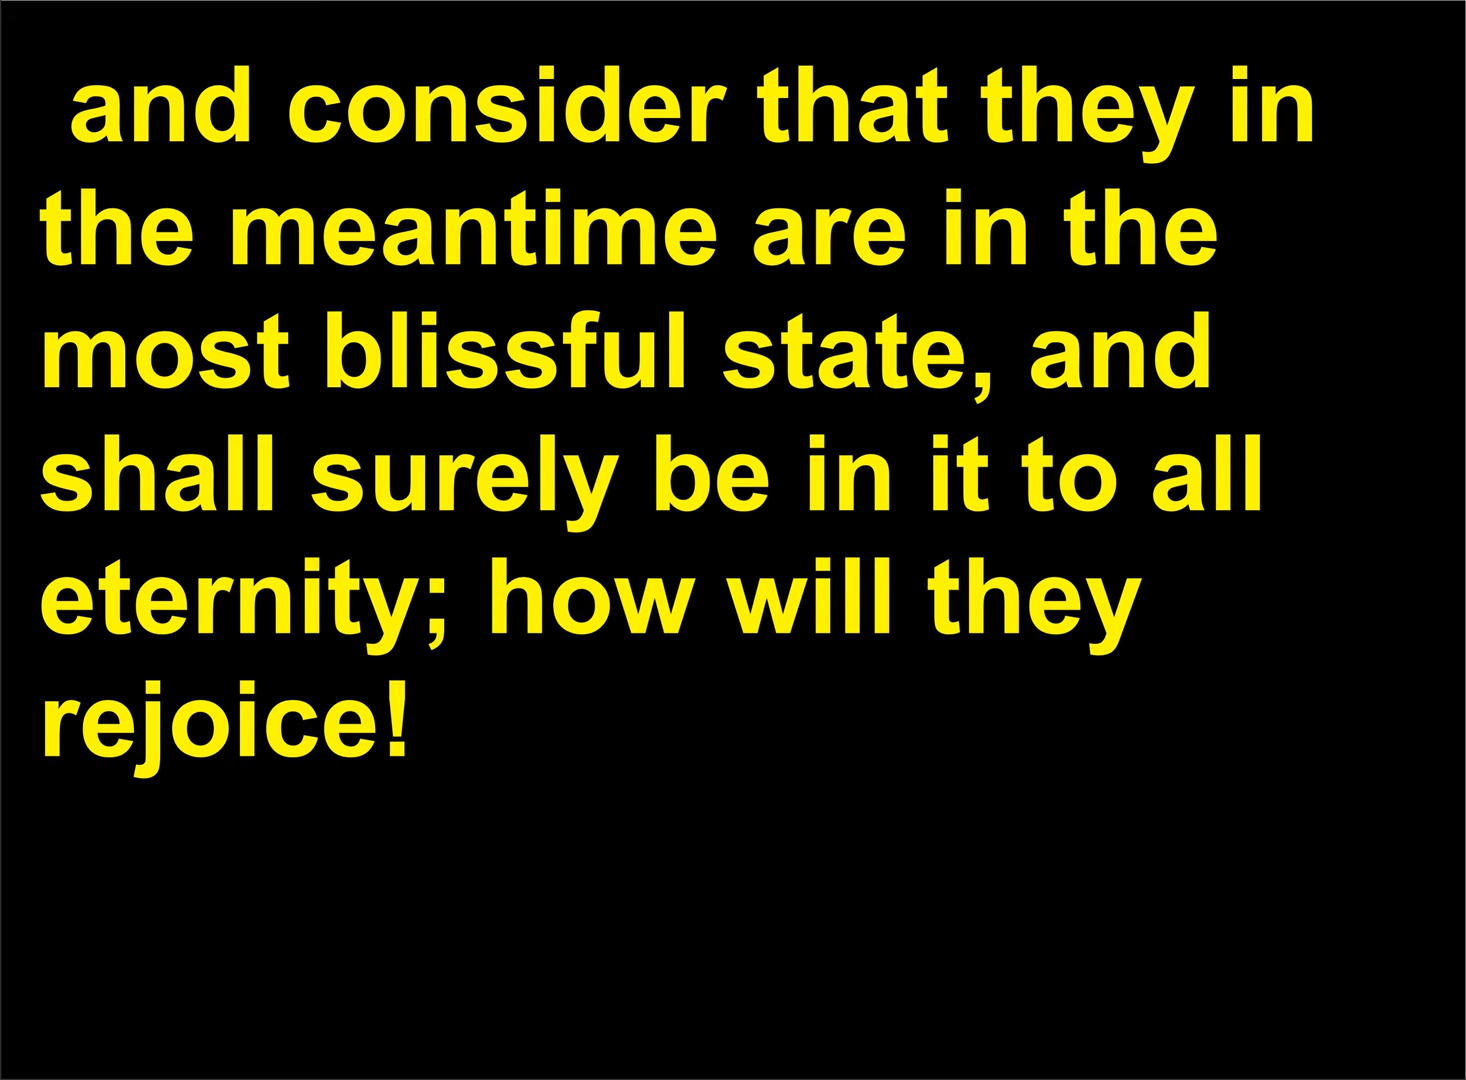 and consider that they in
the meantime are in the
most blissful state, and
shall surely be in it to all
eternity; how will they
rejoice!